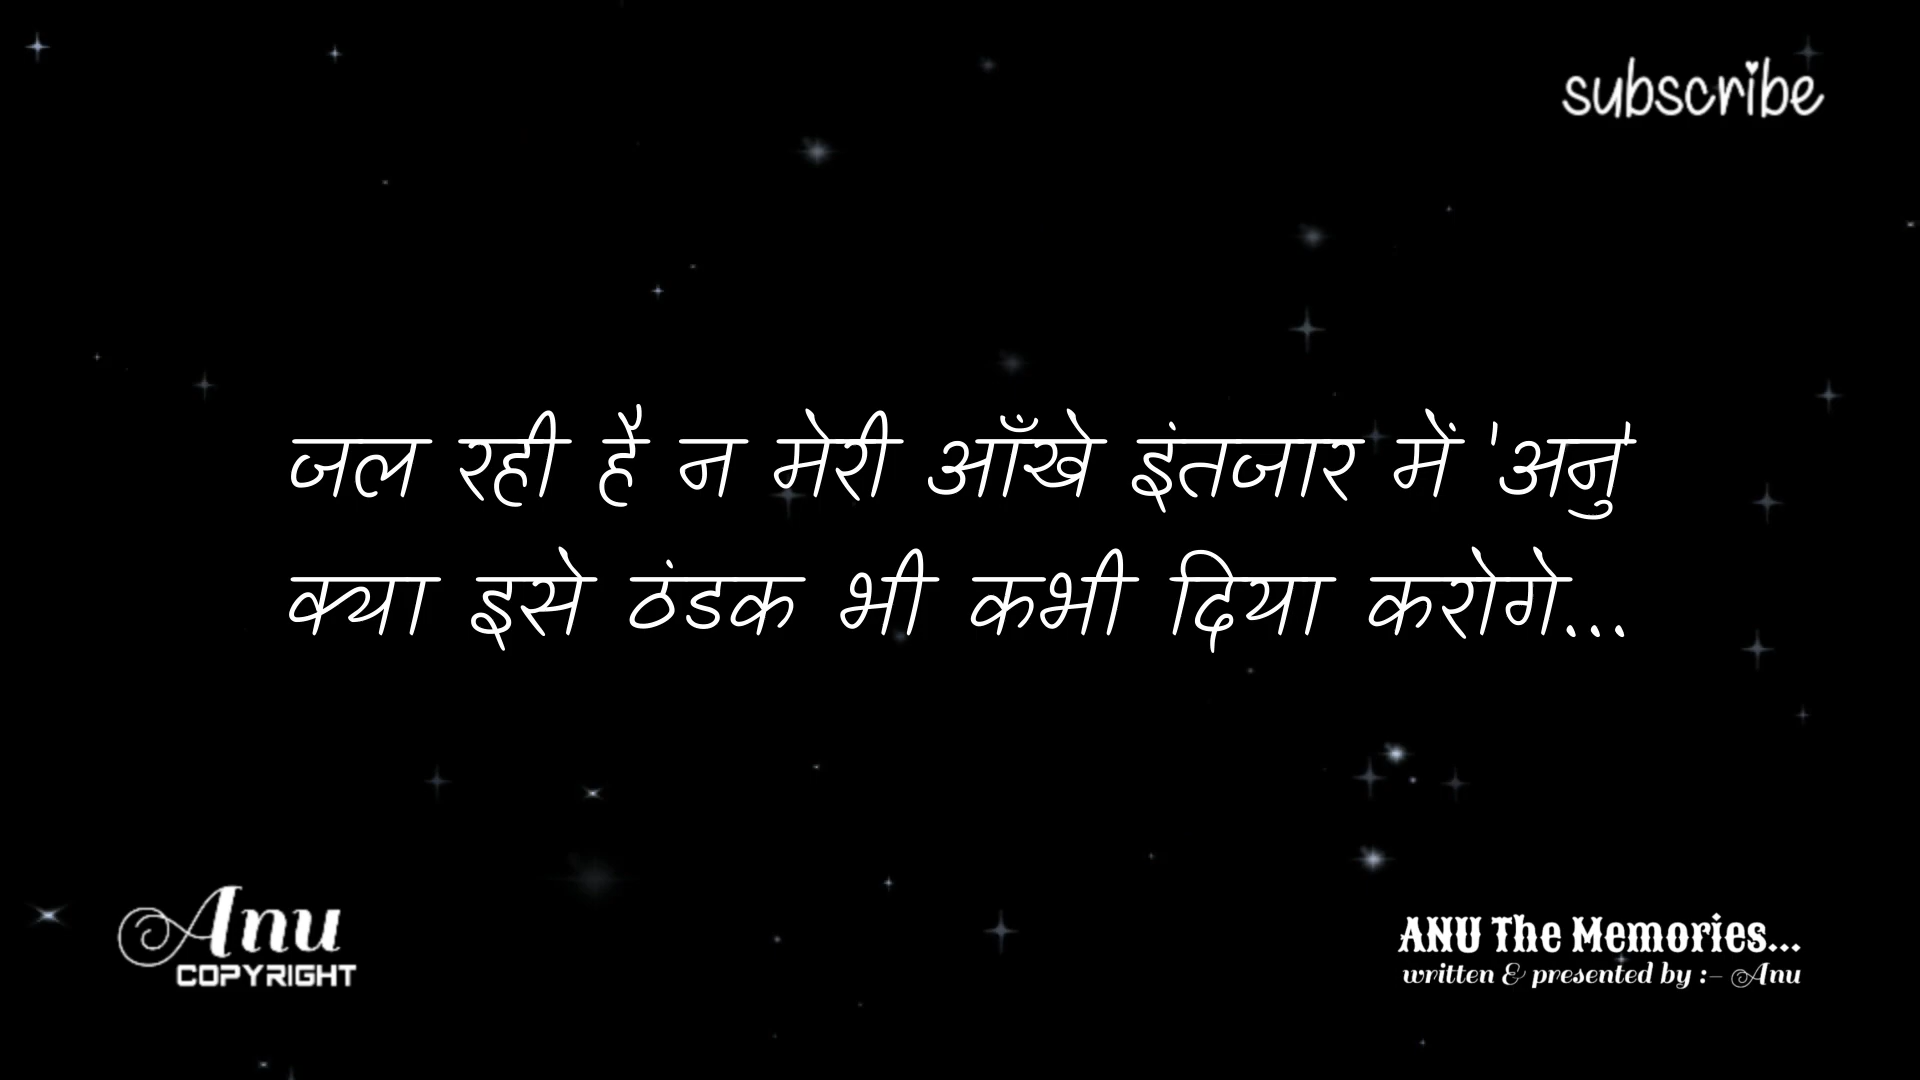 subscribe
जल रही है न मेरी आँखे इंतजार में 'अनु'
क्या इसे ठंडक भी कभी दिया करोगे...
Anu
COPYRIGHT
ANU The Memories...
written & presented by :- Anu